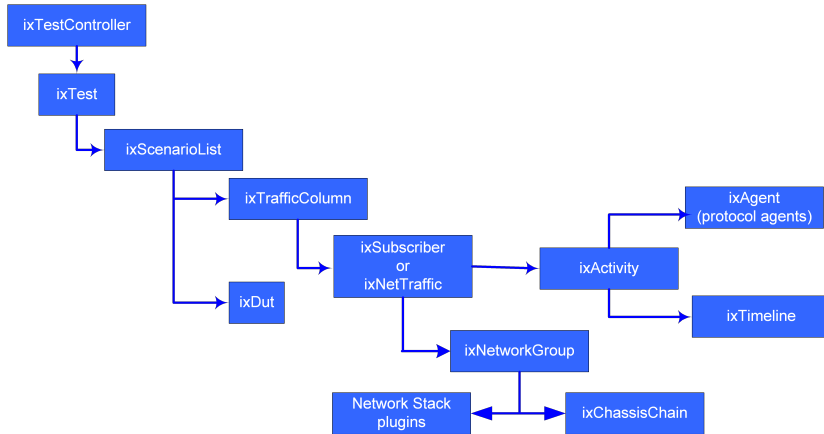 ixTestController
ixTest
ixScenarioList
ixTrafficColumn
ixAgent
(protocol agents)
ixSubscriber
or
ixNetTraffic
ixActivity
ixDut
ixTimeline
ixNetworkGroup
Network Stack
plugins
ixChassisChain